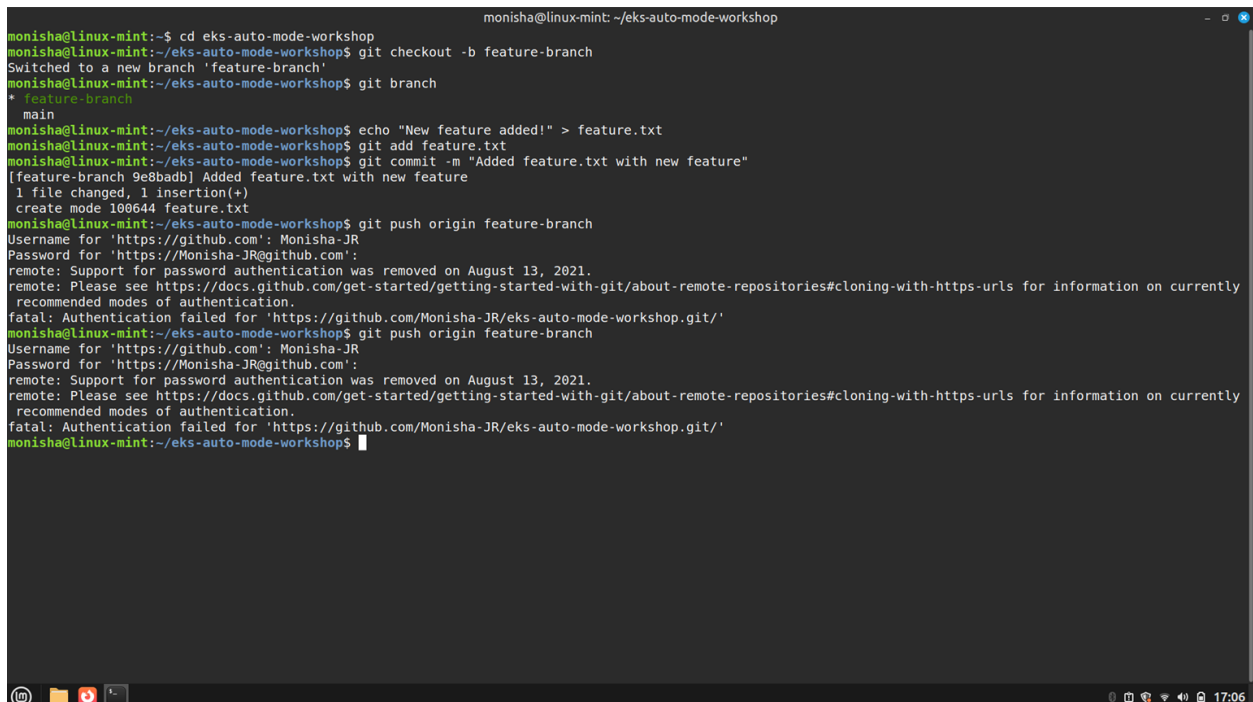 monisha@linux-mint: ~/eks-auto-mode-workshop
monisha@linux-mint:~$ cd eks-auto-mode-workshop
monisha@linux-mint:~/eks-auto-mode-workshop$ git checkout -b feature-branch
Switched to a new branch 'feature-branch'
monisha@linux-mint:~/eks-auto-mode-workshop$ git branch
* feature-branch
  main
monisha@linux-mint:~/eks-auto-mode-workshop$ echo "New feature added!" > feature.txt
monisha@linux-mint:~/eks-auto-mode-workshop$ git add feature.txt
monisha@linux-mint:~/eks-auto-mode-workshop$ git commit -m "Added feature.txt with new feature"
[feature-branch 9e8badb] Added feature.txt with new feature
 1 file changed, 1 insertion(+)
 create mode 100644 feature.txt
monisha@linux-mint:~/eks-auto-mode-workshop$ git push origin feature-branch
Username for 'https://github.com': Monisha-JR
Password for 'https://Monisha-JR@github.com':
remote: Support for password authentication was removed on August 13, 2021.
remote: Please see https://docs.github.com/get-started/getting-started-with-git/about-remote-repositories#cloning-with-https-urls for information on currently
 recommended modes of authentication.
fatal: Authentication failed for 'https://github.com/Monisha-JR/eks-auto-mode-workshop.git/'
monisha@linux-mint:~/eks-auto-mode-workshop$ git push origin feature-branch
Username for 'https://github.com': Monisha-JR
Password for 'https://Monisha-JR@github.com':
remote: Support for password authentication was removed on August 13, 2021.
remote: Please see https://docs.github.com/get-started/getting-started-with-git/about-remote-repositories#cloning-with-https-urls for information on currently
 recommended modes of authentication.
fatal: Authentication failed for 'https://github.com/Monisha-JR/eks-auto-mode-workshop.git/'
monisha@linux-mint:~/eks-auto-mode-workshop$
17:06